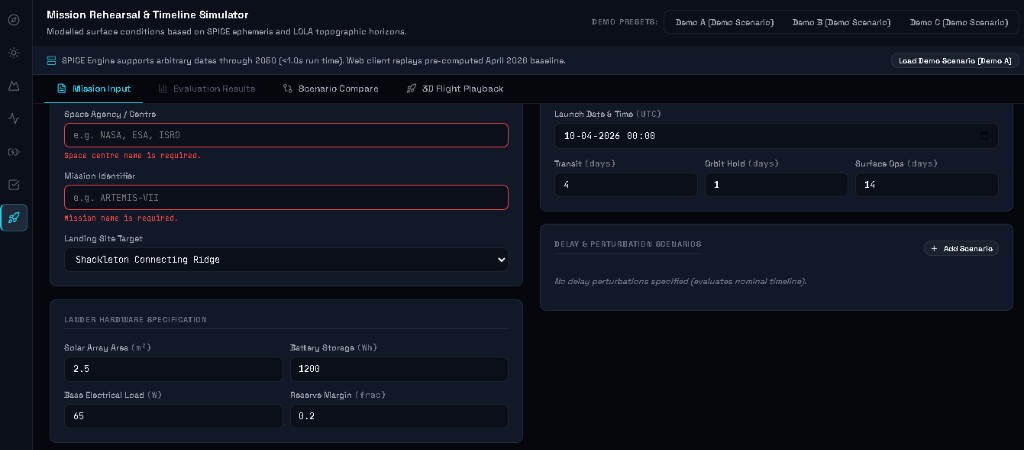 Mission Rehearsal & Timeline Simulator
Modelled surface conditions based on SPICE ephemeris and LOLA topographic horizons.
DEMO PRESETS:
Demo A (Demo Scenario)
Demo B (Demo Scenario)
Demo C (Demo Scenario)
SPICE Engine supports arbitrary dates through 2050 (<1.0s run time). Web client replays pre-computed April 2026 baseline.
Load Demo Scenario (Demo A)
Mission Input
Evaluation Results
Scenario Compare
3D Flight Playback
Space Agency / Centre
e.g. NASA, ESA, ISRO
Space centre name is required.
Mission Identifier
e.g. ARTEMIS-VII
Mission name is required.
Landing Site Target
Shackleton Connecting Ridge
LANDER HARDWARE SPECIFICATION
Solar Array Area (m²)
2.5
Battery Storage (Wh)
1200
Base Electrical Load (W)
65
Reserve Margin (frac)
0.2
Launch Date & Time (UTC)
10-04-2026 00:00
Transit (days)
4
Orbit Hold (days)
1
Surface Ops (days)
14
DELAY & PERTURBATION SCENARIOS
+ Add Scenario
No delay perturbations specified (evaluates nominal timeline).